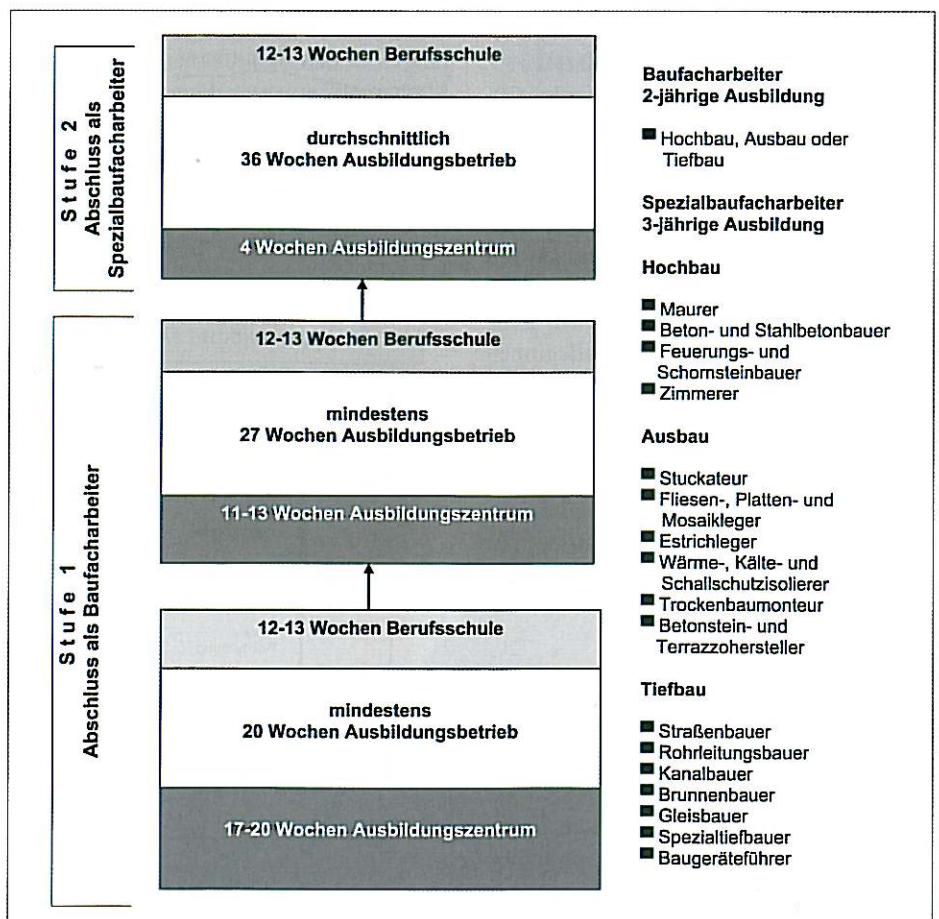 Stufe 2
Abschluss als
Spezialbaufacharbeiter
12-13 Wochen Berufsschule
durchschnittlich
36 Wochen Ausbildungsbetrieb
4 Wochen Ausbildungszentrum
Stufe 1
Abschluss als Baufacharbeiter
12-13 Wochen Berufsschule
mindestens
27 Wochen Ausbildungsbetrieb
11-13 Wochen Ausbildungszentrum
12-13 Wochen Berufsschule
mindestens
20 Wochen Ausbildungsbetrieb
17-20 Wochen Ausbildungszentrum
Baufacharbeiter
2-jährige Ausbildung
Hochbau, Ausbau oder
Tiefbau
Spezialbaufacharbeiter
3-jährige Ausbildung
Hochbau
Maurer
Beton- und Stahlbetonbauer
Feuerungs- und
Schornsteinbauer
Zimmerer
Ausbau
Stuckateur
Fliesen-, Platten- und
Mosaikleger
Estrichleger
Wärme-, Kälte- und
Schallschutzisolierer
Trockenbaumonteur
Betonstein- und
Terrazzohersteller
Tiefbau
Straßenbauer
Rohrleitungsbauer
Kanalbauer
Brunnenbauer
Gleisbauer
Spezialtiefbauer
Baugeräteführer